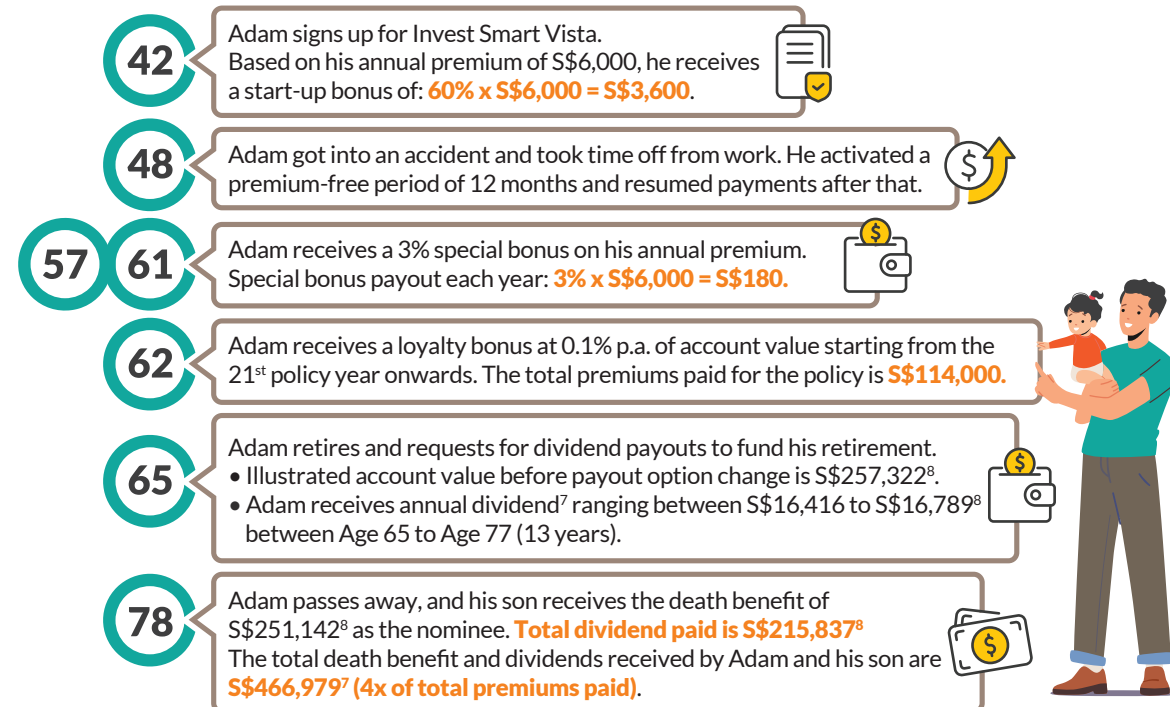 42
Adam signs up for Invest Smart Vista.
Based on his annual premium of S$6,000, he receives
a start-up bonus of: 60% x S$6,000 = S$3,600.
48
Adam got into an accident and took time off from work. He activated a
premium-free period of 12 months and resumed payments after that.
$
57 61
Adam receives a 3% special bonus on his annual premium.
Special bonus payout each year: 3% x S$6,000 = S$180.
$
62
Adam receives a loyalty bonus at 0.1% p.a. of account value starting from the
21st policy year onwards. The total premiums paid for the policy is S$114,000.
65
Adam retires and requests for dividend payouts to fund his retirement.
• Illustrated account value before payout option change is S$257,322⁸.
• Adam receives annual dividend⁷ ranging between S$16,416 to S$16,789⁸
between Age 65 to Age 77 (13 years).
$
78
Adam passes away, and his son receives the death benefit of
S$251,142⁸ as the nominee. Total dividend paid is S$215,837⁸
The total death benefit and dividends received by Adam and his son are
S$466,979⁷ (4x of total premiums paid).
$